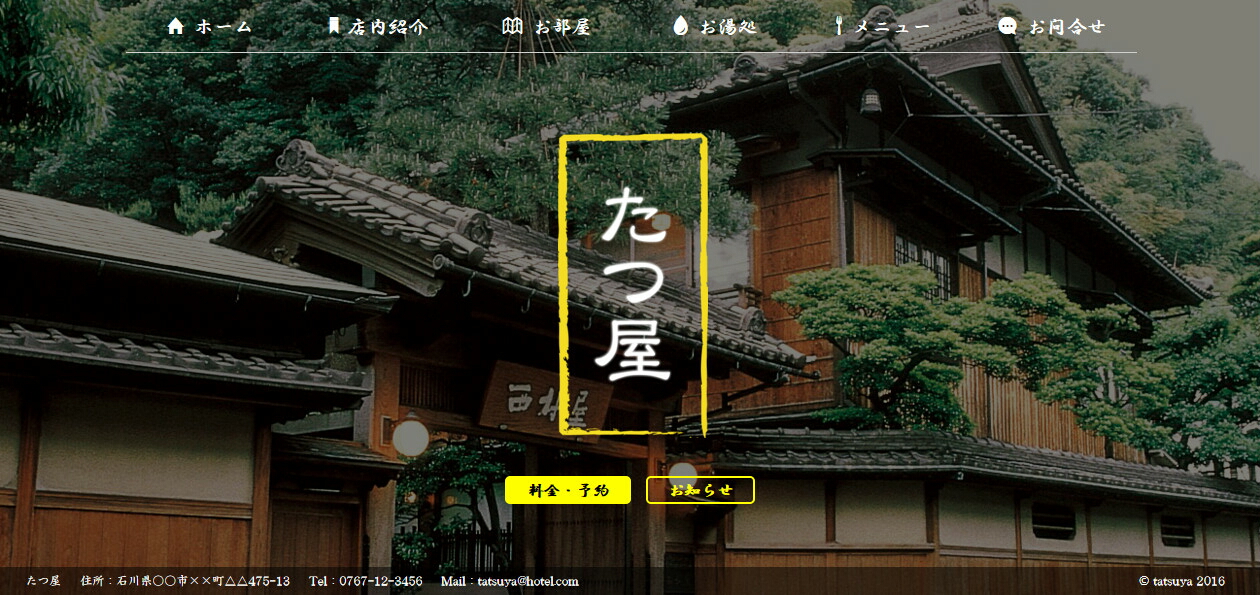 ホーム 店内紹介 お部屋 お湯処 メニュー お問合せ
たつ屋
西村屋
料金・予約 お知らせ
たつ屋 住所：石川県〇〇市××町△△475-13 Tel：0767-12-3456 Mail：tatsuya@hotel.com © tatsuya 2016